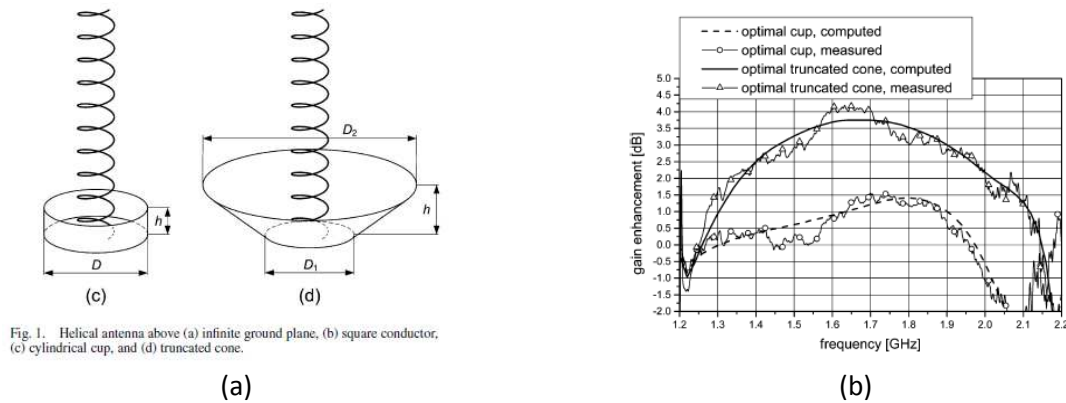 D₂
h
h
D
D₁
(c)
(d)
Fig. 1. Helical antenna above (a) infinite ground plane, (b) square conductor,
(c) cylindrical cup, and (d) truncated cone.
(a)
optimal cup, computed
optimal cup, measured
optimal truncated cone, computed
optimal truncated cone, measured
5.0
4.5
4.0
3.5
3.0
2.5
2.0
1.5
1.0
0.5
0.0
-0.5
-1.0
-1.5
-2.0
gain enhancement [dB]
1.2 1.3 1.4 1.5 1.6 1.7 1.8 1.9 2.0 2.1 2.2
frequency [GHz]
(b)